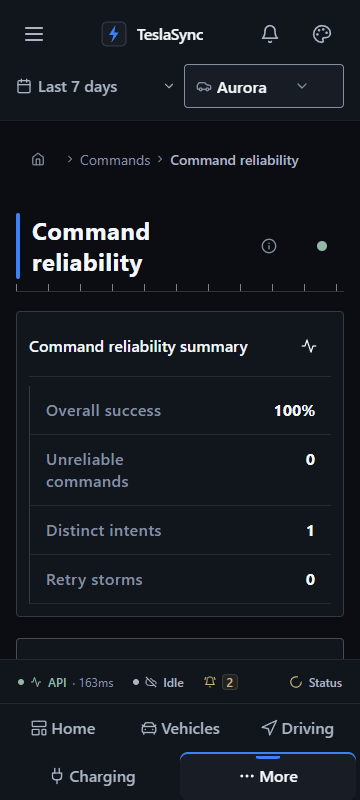 TeslaSync
Last 7 days
Aurora
Commands
Command reliability
Command
reliability
Command reliability summary
Overall success 100%
Unreliable 0
commands
Distinct intents 1
Retry storms 0
API · 163ms Idle 2 Status
Home Vehicles Driving
Charging More